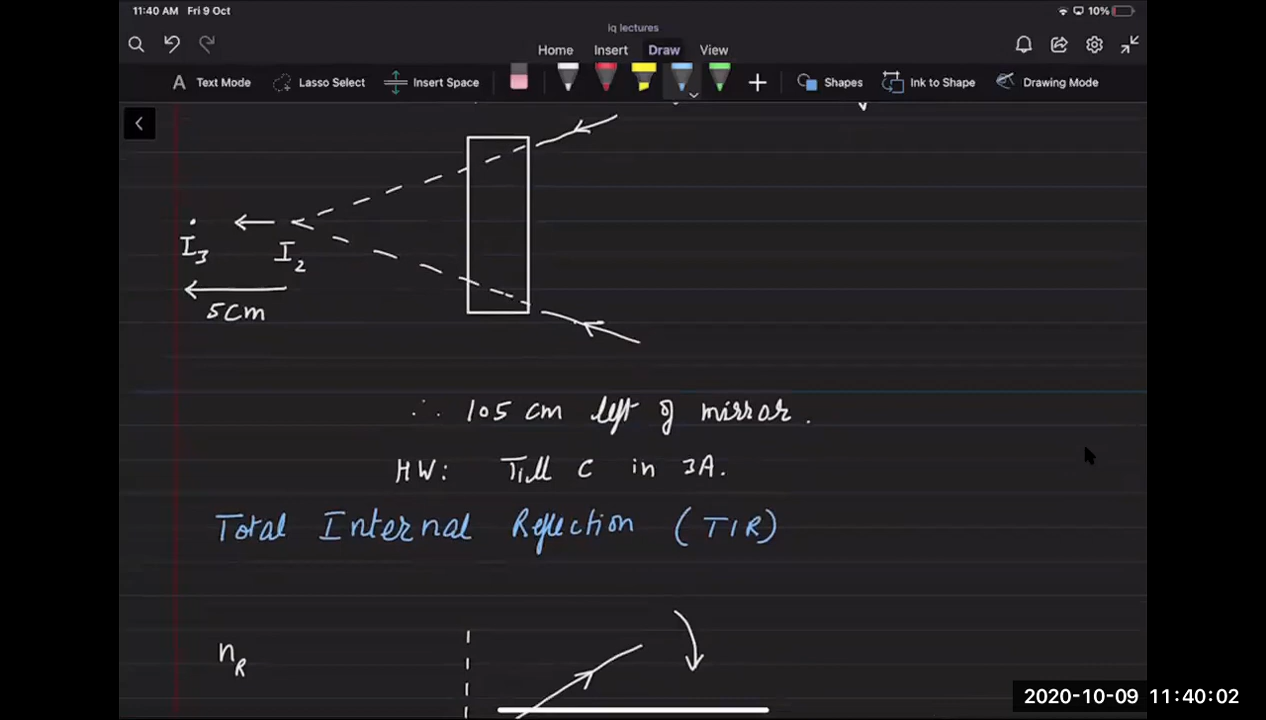 11:40 AM Fri 9 Oct
10%
iq lectures
Home Insert Draw View
Text Mode Lasso Select Insert Space Shapes Ink to Shape Drawing Mode
I3 I2
5cm
∴ 105 cm left of mirror.
HW: Till C in 3A.
Total Internal Reflection (TIR)
nR
2020-10-09 11:40:02